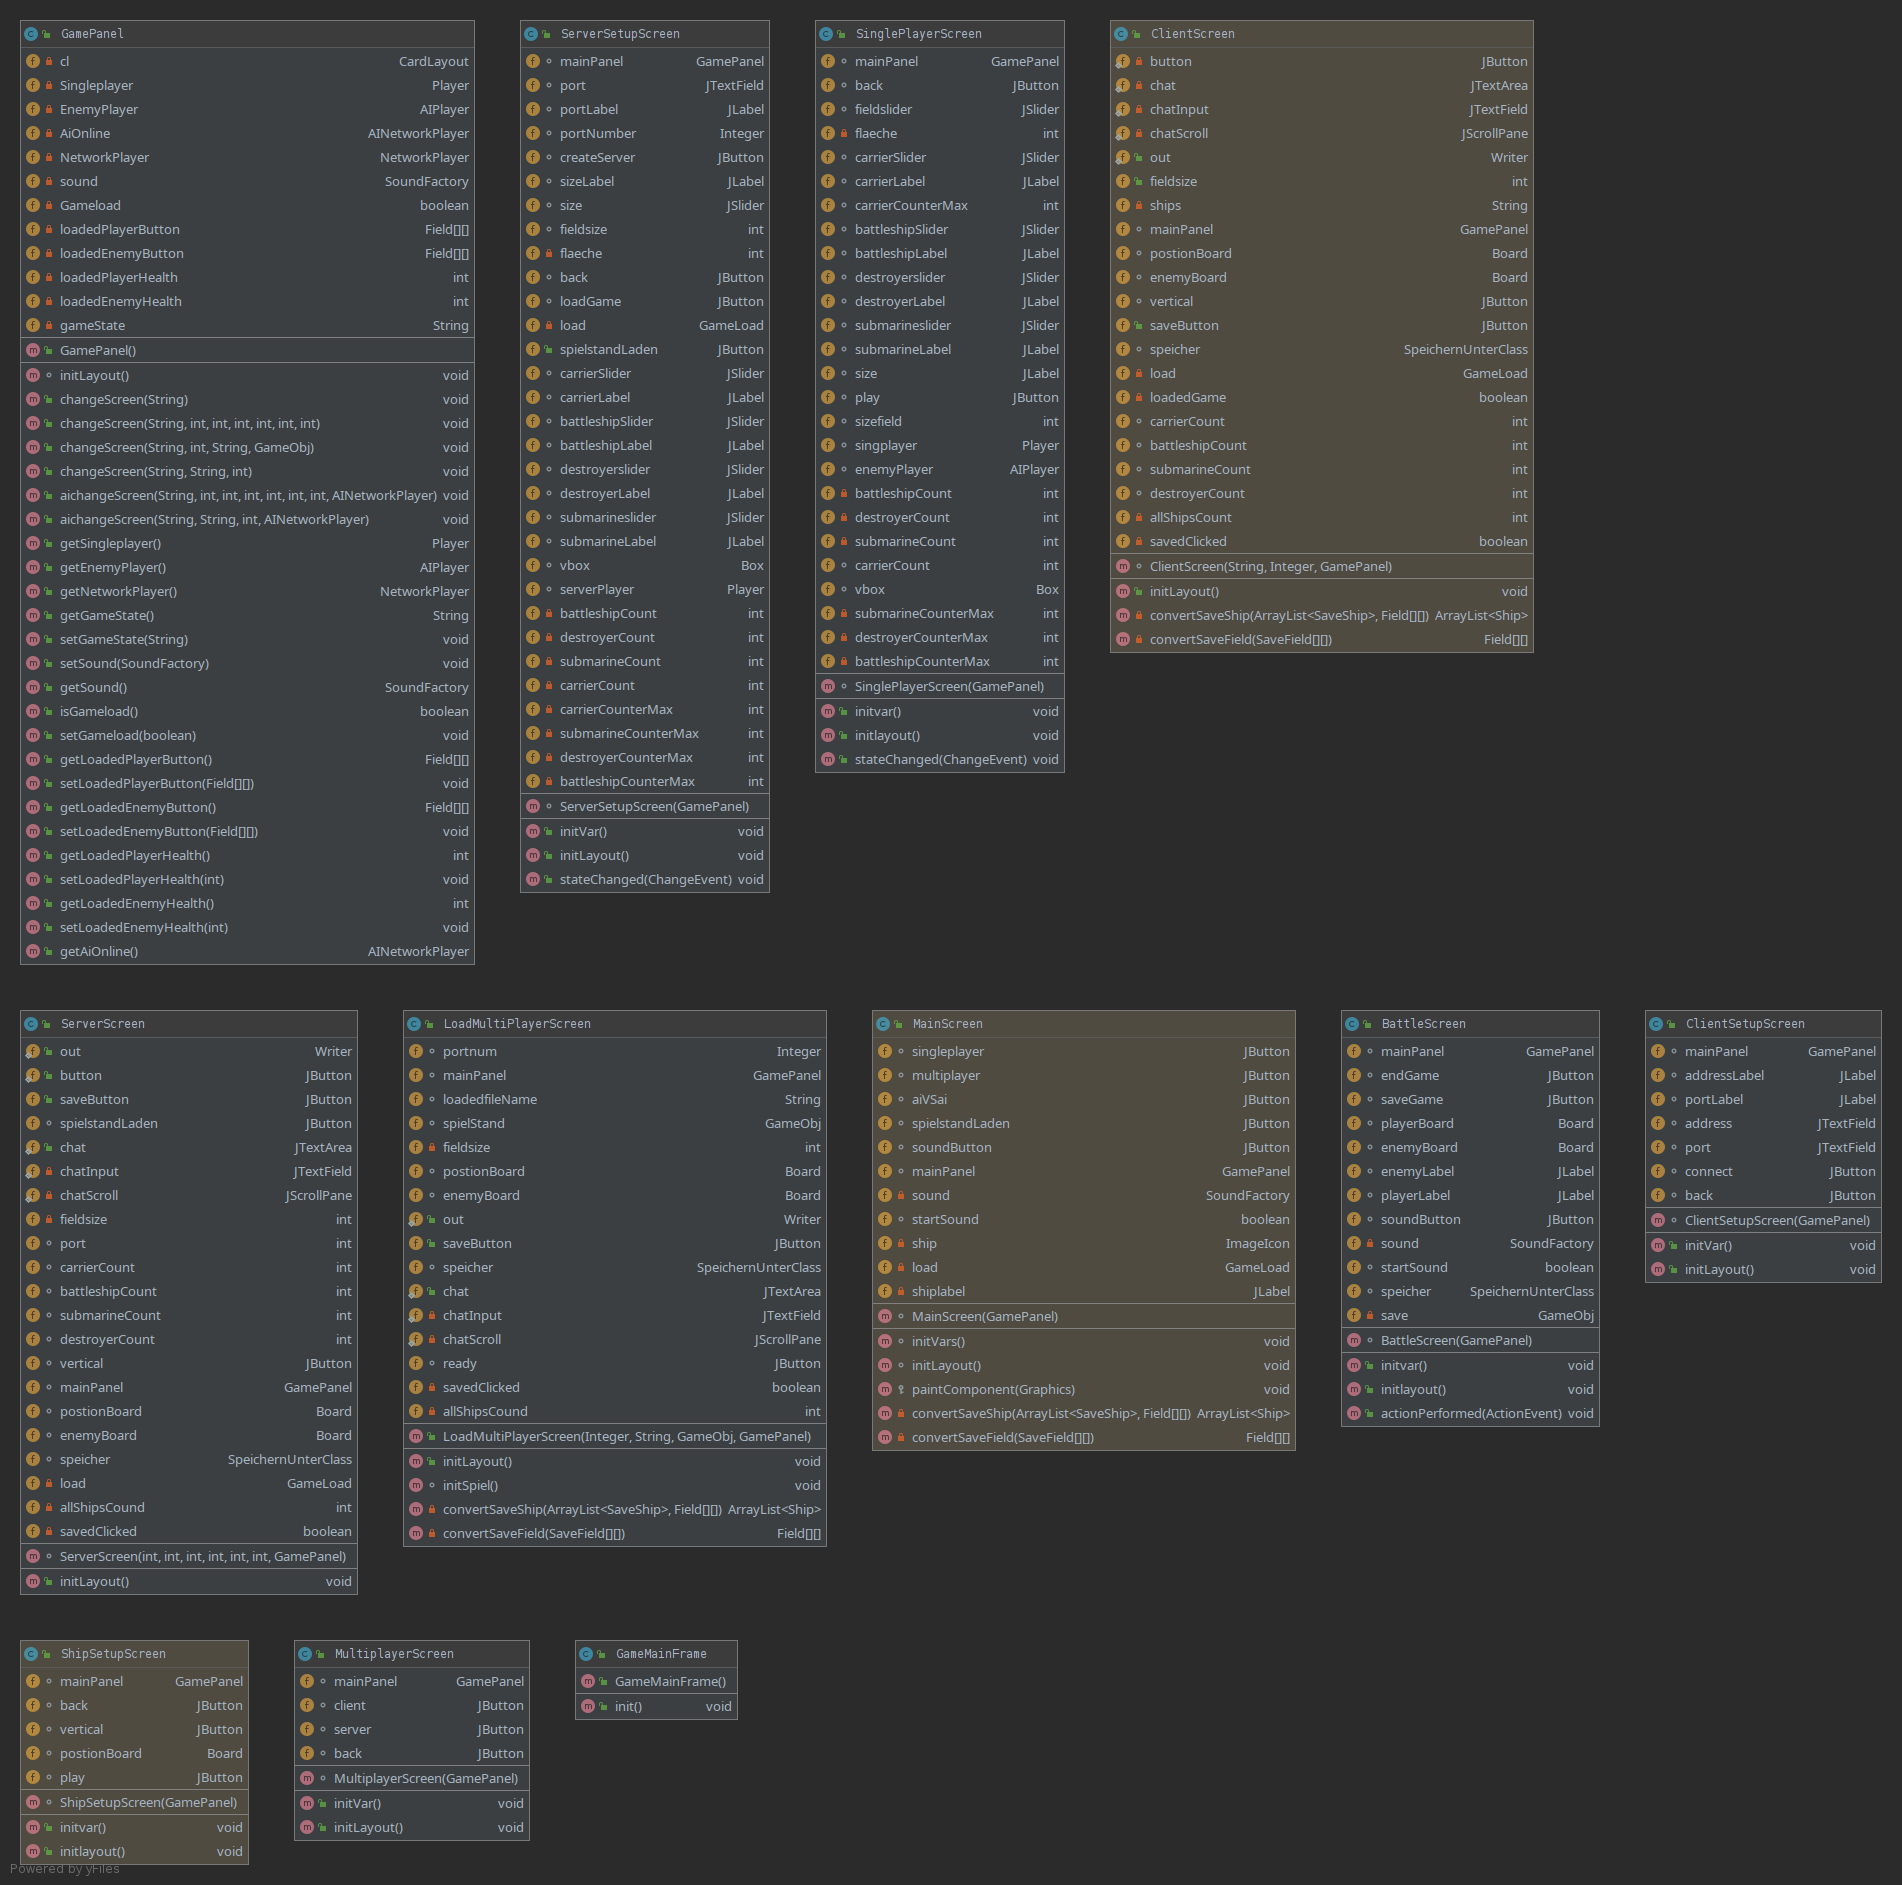 GamePanel
cl CardLayout
Singleplayer Player
EnemyPlayer AIPlayer
AiOnline AINetworkPlayer
NetworkPlayer NetworkPlayer
sound SoundFactory
Gameload boolean
loadedPlayerButton Field[][]
loadedEnemyButton Field[][]
loadedPlayerHealth int
loadedEnemyHealth int
gameState String
GamePanel()
initLayout() void
changeScreen(String) void
changeScreen(String, int, int, int, int, int, int) void
changeScreen(String, int, String, GameObj) void
changeScreen(String, String, int) void
aichangeScreen(String, int, int, int, int, int, int, AINetworkPlayer) void
aichangeScreen(String, String, int, AINetworkPlayer) void
getSingleplayer() Player
getEnemyPlayer() AIPlayer
getNetworkPlayer() NetworkPlayer
getGameState() String
setGameState(String) void
setSound(SoundFactory) void
getSound() SoundFactory
isGameload() boolean
setGameload(boolean) void
getLoadedPlayerButton() Field[][]
setLoadedPlayerButton(Field[][]) void
getLoadedEnemyButton() Field[][]
setLoadedEnemyButton(Field[][]) void
getLoadedPlayerHealth() int
setLoadedPlayerHealth(int) void
getLoadedEnemyHealth() int
setLoadedEnemyHealth(int) void
getAiOnline() AINetworkPlayer
ServerSetupScreen
mainPanel GamePanel
port JTextField
portLabel JLabel
portNumber Integer
createServer JButton
sizeLabel JLabel
size JSlider
fieldsize int
flaeche int
back JButton
loadGame JButton
load GameLoad
spielstandLaden JButton
carrierSlider JSlider
carrierLabel JLabel
battleshipSlider JSlider
battleshipLabel JLabel
destroyerslider JSlider
destroyerLabel JLabel
submarineslider JSlider
submarineLabel JLabel
vbox Box
serverPlayer Player
battleshipCount int
destroyerCount int
submarineCount int
carrierCount int
carrierCounterMax int
submarineCounterMax int
destroyerCounterMax int
battleshipCounterMax int
ServerSetupScreen(GamePanel)
initVar() void
initLayout() void
stateChanged(ChangeEvent) void
SinglePlayerScreen
mainPanel GamePanel
back JButton
fieldslider JSlider
flaeche int
carrierSlider JSlider
carrierLabel JLabel
carrierCounterMax int
battleshipSlider JSlider
battleshipLabel JLabel
destroyerslider JSlider
destroyerLabel JLabel
submarineslider JSlider
submarineLabel JLabel
size JLabel
play JButton
sizefield int
singplayer Player
enemyPlayer AIPlayer
battleshipCount int
destroyerCount int
submarineCount int
carrierCount int
vbox Box
submarineCounterMax int
destroyerCounterMax int
battleshipCounterMax int
SinglePlayerScreen(GamePanel)
initvar() void
initlayout() void
stateChanged(ChangeEvent) void
ClientScreen
button JButton
chat JTextArea
chatInput JTextField
chatScroll JScrollPane
out Writer
fieldsize int
ships String
mainPanel GamePanel
postionBoard Board
enemyBoard Board
vertical JButton
saveButton JButton
speicher SpeichernUnterClass
load GameLoad
loadedGame boolean
carrierCount int
battleshipCount int
submarineCount int
destroyerCount int
allShipsCount int
savedClicked boolean
ClientScreen(String, Integer, GamePanel)
initLayout() void
convertSaveShip(ArrayList<SaveShip>, Field[][]) ArrayList<Ship>
convertSaveField(SaveField[][]) Field[][]
ServerScreen
out Writer
button JButton
saveButton JButton
spielstandLaden JButton
chat JTextArea
chatInput JTextField
chatScroll JScrollPane
fieldsize int
port int
carrierCount int
battleshipCount int
submarineCount int
destroyerCount int
vertical JButton
mainPanel GamePanel
postionBoard Board
enemyBoard Board
speicher SpeichernUnterClass
load GameLoad
allShipsCound int
savedClicked boolean
ServerScreen(int, int, int, int, int, int, GamePanel)
initLayout() void
LoadMultiPlayerScreen
portnum Integer
mainPanel GamePanel
loadedfileName String
spielStand GameObj
fieldsize int
postionBoard Board
enemyBoard Board
out Writer
saveButton JButton
speicher SpeichernUnterClass
chat JTextArea
chatInput JTextField
chatScroll JScrollPane
ready JButton
savedClicked boolean
allShipsCound int
LoadMultiPlayerScreen(Integer, String, GameObj, GamePanel)
initLayout() void
initSpiel() void
convertSaveShip(ArrayList<SaveShip>, Field[][]) ArrayList<Ship>
convertSaveField(SaveField[][]) Field[][]
MainScreen
singleplayer JButton
multiplayer JButton
aiVSai JButton
spielstandLaden JButton
soundButton JButton
mainPanel GamePanel
sound SoundFactory
startSound boolean
ship ImageIcon
load GameLoad
shiplabel JLabel
MainScreen(GamePanel)
initVars() void
initLayout() void
paintComponent(Graphics) void
convertSaveShip(ArrayList<SaveShip>, Field[][]) ArrayList<Ship>
convertSaveField(SaveField[][]) Field[][]
BattleScreen
mainPanel GamePanel
endGame JButton
saveGame JButton
playerBoard Board
enemyBoard Board
enemyLabel JLabel
playerLabel JLabel
soundButton JButton
sound SoundFactory
startSound boolean
speicher SpeichernUnterClass
save GameObj
BattleScreen(GamePanel)
initvar() void
initlayout() void
actionPerformed(ActionEvent) void
ClientSetupScreen
mainPanel GamePanel
addressLabel JLabel
portLabel JLabel
address JTextField
port JTextField
connect JButton
back JButton
ClientSetupScreen(GamePanel)
initVar() void
initLayout() void
ShipSetupScreen
mainPanel GamePanel
back JButton
vertical JButton
postionBoard Board
play JButton
ShipSetupScreen(GamePanel)
initvar() void
initlayout() void
MultiplayerScreen
mainPanel GamePanel
client JButton
server JButton
back JButton
MultiplayerScreen(GamePanel)
initVar() void
initLayout() void
GameMainFrame
GameMainFrame()
init() void
Powered by yFiles